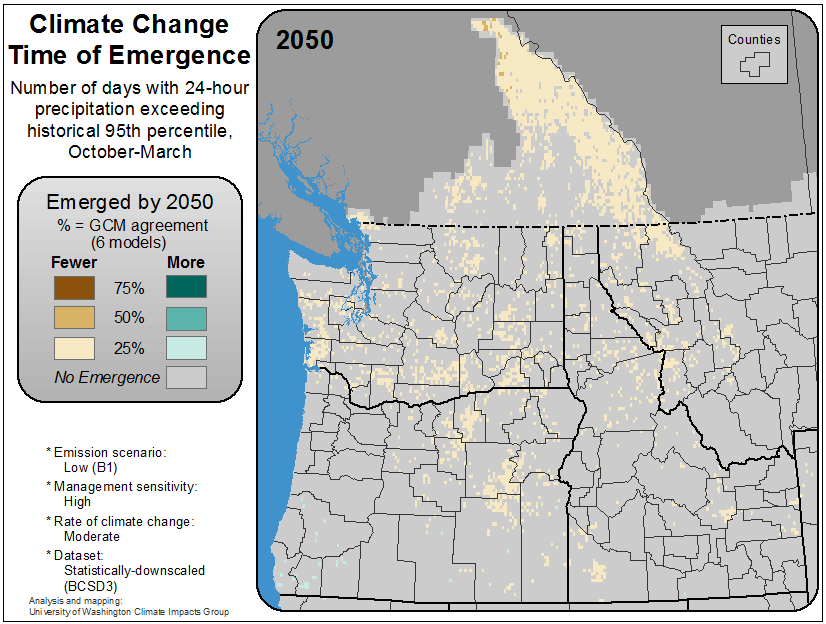 Climate Change
Time of Emergence
Number of days with 24-hour
precipitation exceeding
historical 95th percentile,
October-March
Emerged by 2050
% = GCM agreement
(6 models)
Fewer More
75%
50%
25%
No Emergence
* Emission scenario:
Low (B1)
* Management sensitivity:
High
* Rate of climate change:
Moderate
* Dataset:
Statistically-downscaled
(BCSD3)
Analysis and mapping:
University of Washington Climate Impacts Group
2050
Counties